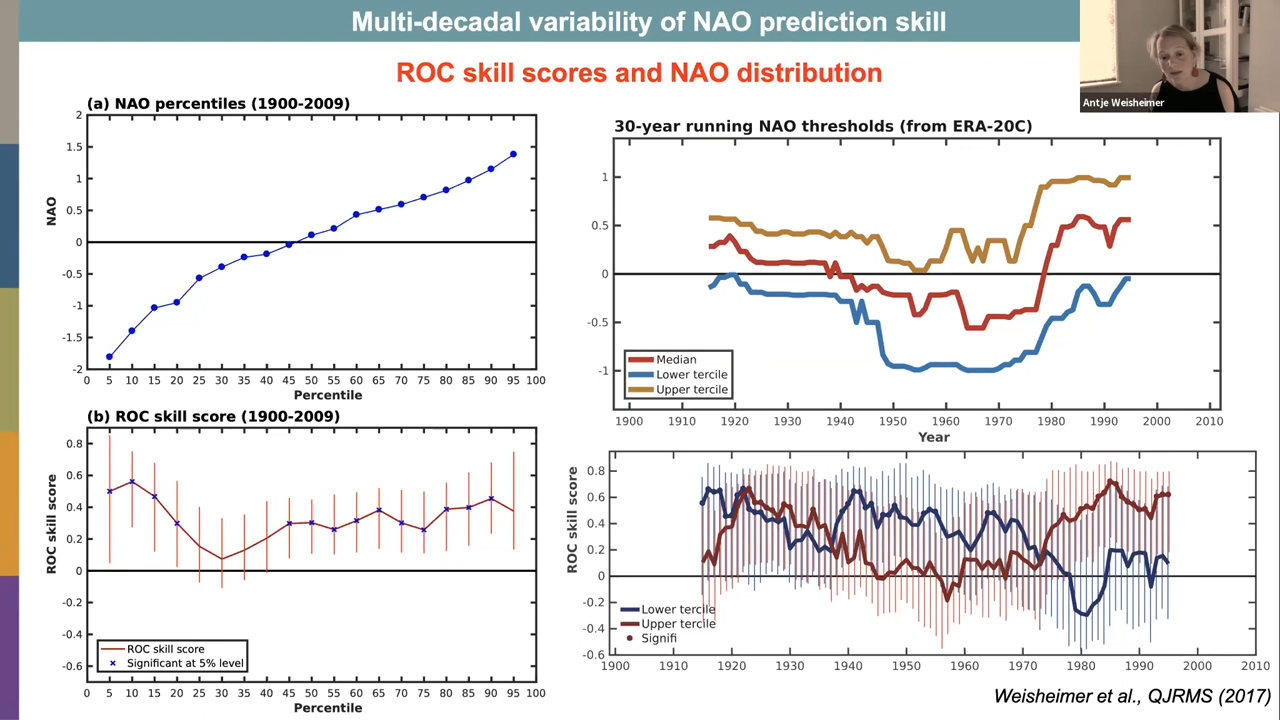 Multi-decadal variability of NAO prediction skill
ROC skill scores and NAO distribution
Antje Weisheimer
(a) NAO percentiles (1900-2009)
2
1.5
1
0.5
0
-0.5
-1
-1.5
-2
NAO
0 5 10 15 20 25 30 35 40 45 50 55 60 65 70 75 80 85 90 95 100
Percentile
(b) ROC skill score (1900-2009)
0.8
0.6
0.4
0.2
0
-0.2
-0.4
-0.6
ROC skill score
ROC skill score
Significant at 5% level
0 5 10 15 20 25 30 35 40 45 50 55 60 65 70 75 80 85 90 95 100
Percentile
30-year running NAO thresholds (from ERA-20C)
1
0.5
0
-0.5
-1
Median
Lower tercile
Upper tercile
1900 1910 1920 1930 1940 1950 1960 1970 1980 1990 2000 2010
Year
0.8
0.6
0.4
0.2
0
-0.2
-0.4
-0.6
ROC skill score
Lower tercile
Upper tercile
Signifi
1900 1910 1920 1930 1940 1950 1960 1970 1980 1990 2000 2010
Weisheimer et al., QJRMS (2017)